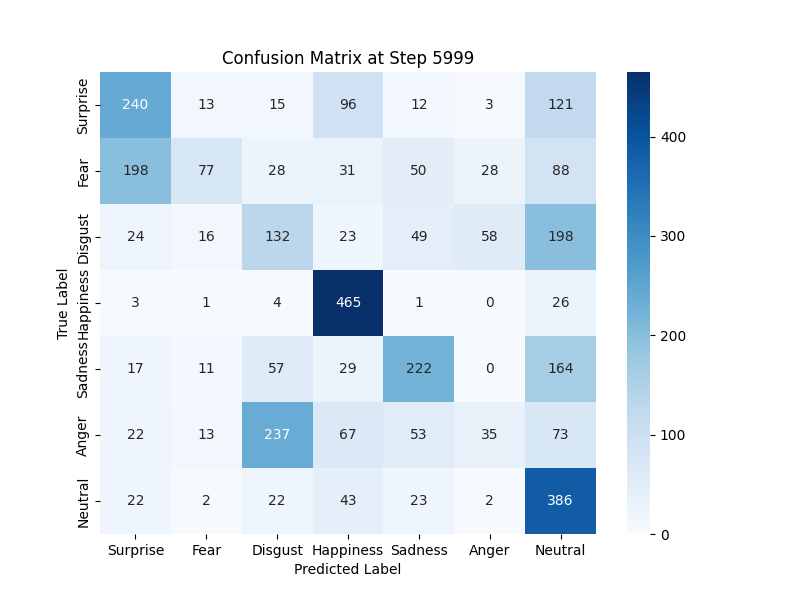 Confusion Matrix at Step 5999
True Label
Surprise 240 13 15 96 12 3 121
Fear 198 77 28 31 50 28 88
Disgust 24 16 132 23 49 58 198
Happiness 3 1 4 465 1 0 26
Sadness 17 11 57 29 222 0 164
Anger 22 13 237 67 53 35 73
Neutral 22 2 22 43 23 2 386
Surprise Fear Disgust Happiness Sadness Anger Neutral
Predicted Label
400
300
200
100
0